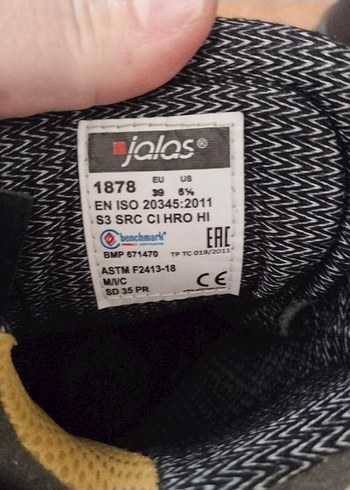 jalas®
EU US
1878 39 6½
EN ISO 20345:2011
S3 SRC CI HRO HI
benchmark EAC
BMP 671470 TP TC 019/2011
ASTM F2413-18
M/I/C CE
SD 35 PR